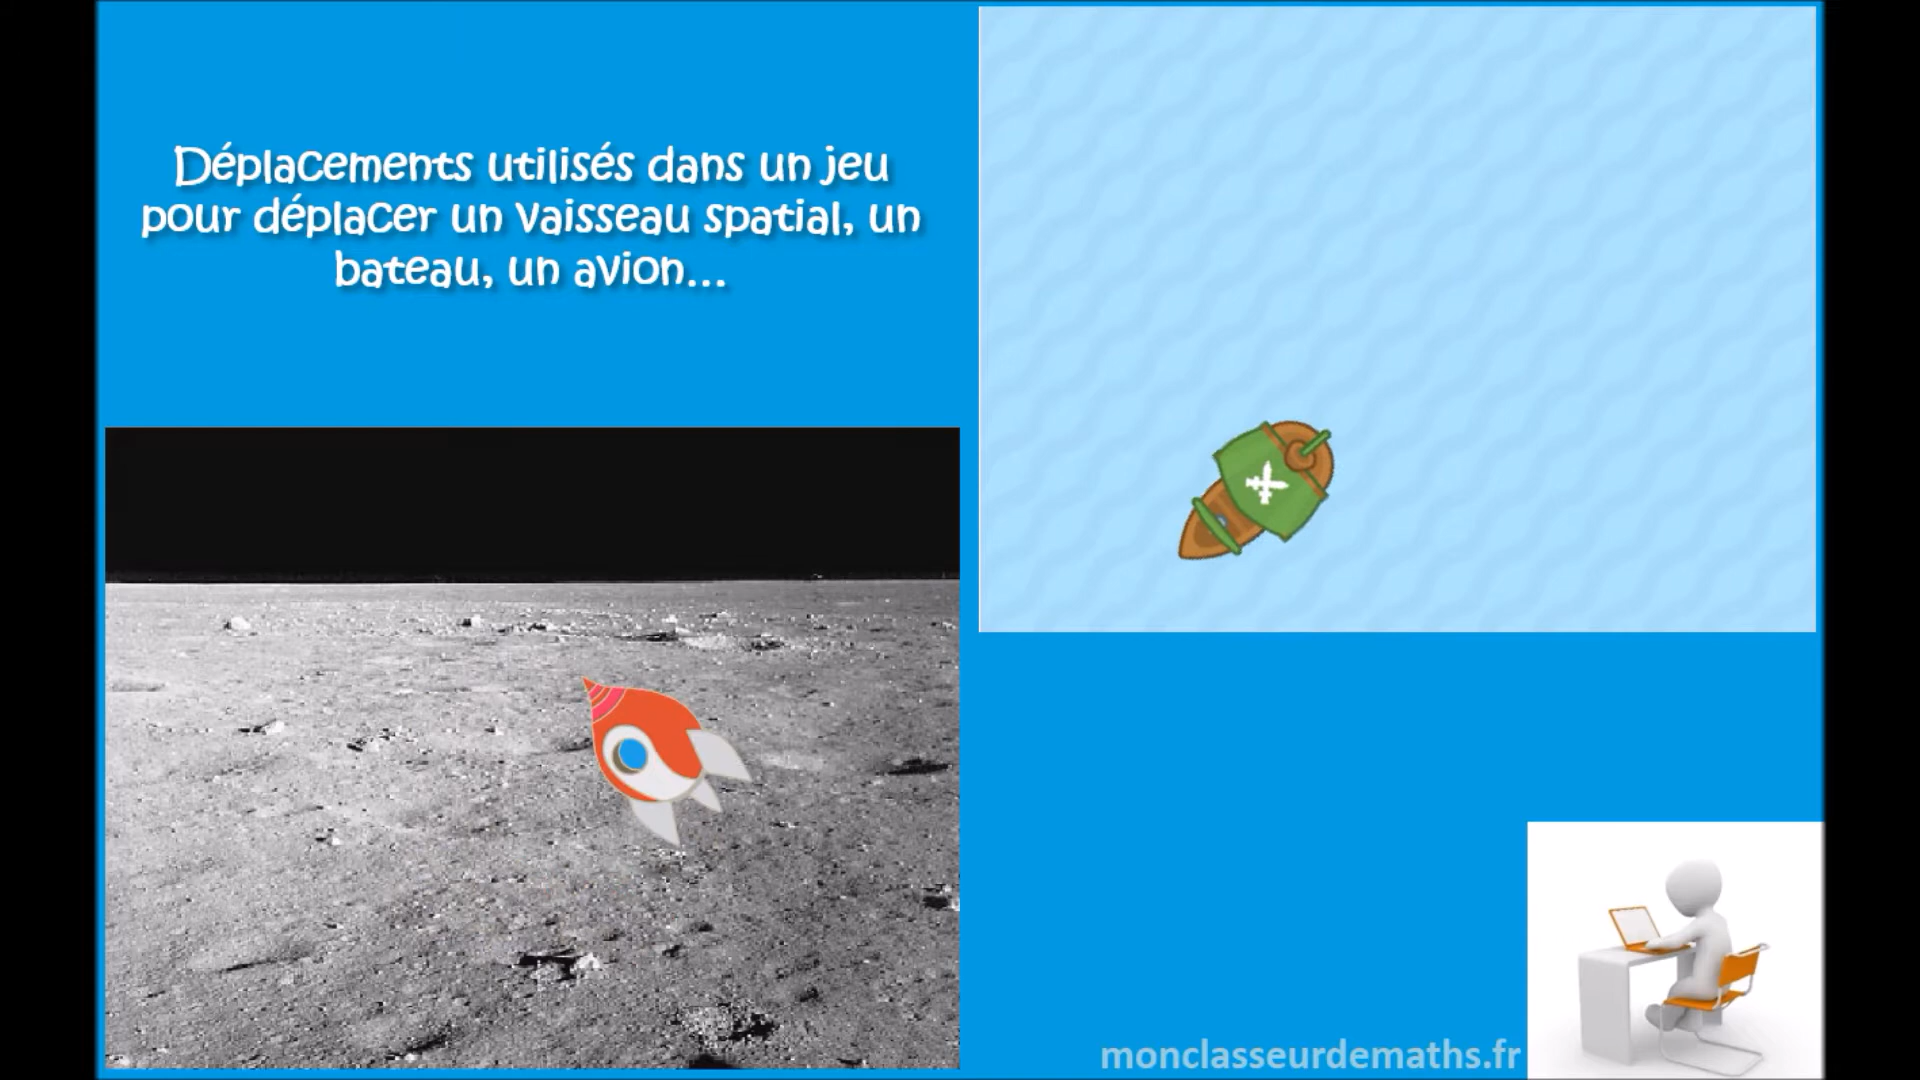 Déplacements utilisés dans un jeu
pour déplacer un vaisseau spatial, un
bateau, un avion...
monclasseurdemaths.fr